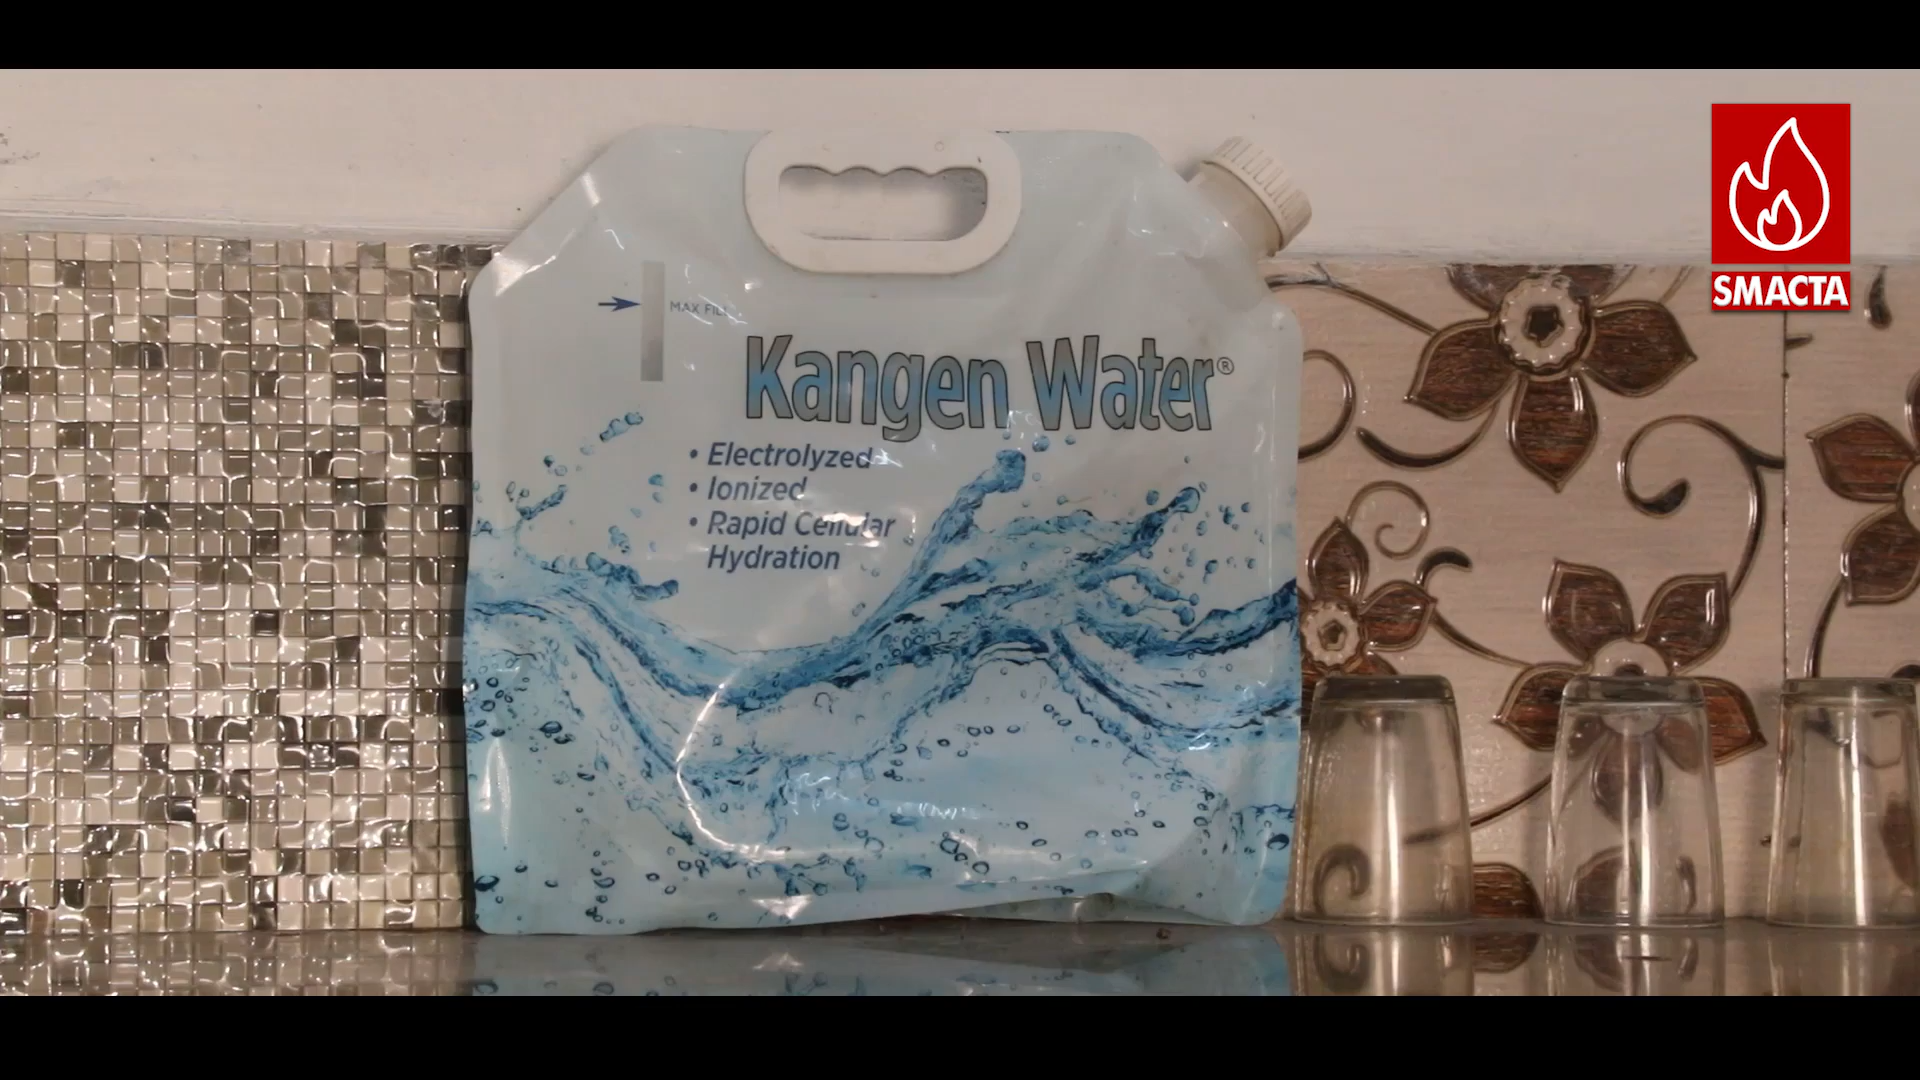 SMACTA
MAX FILL
Kangen Water®
• Electrolyzed
• Ionized
• Rapid Cellular
Hydration